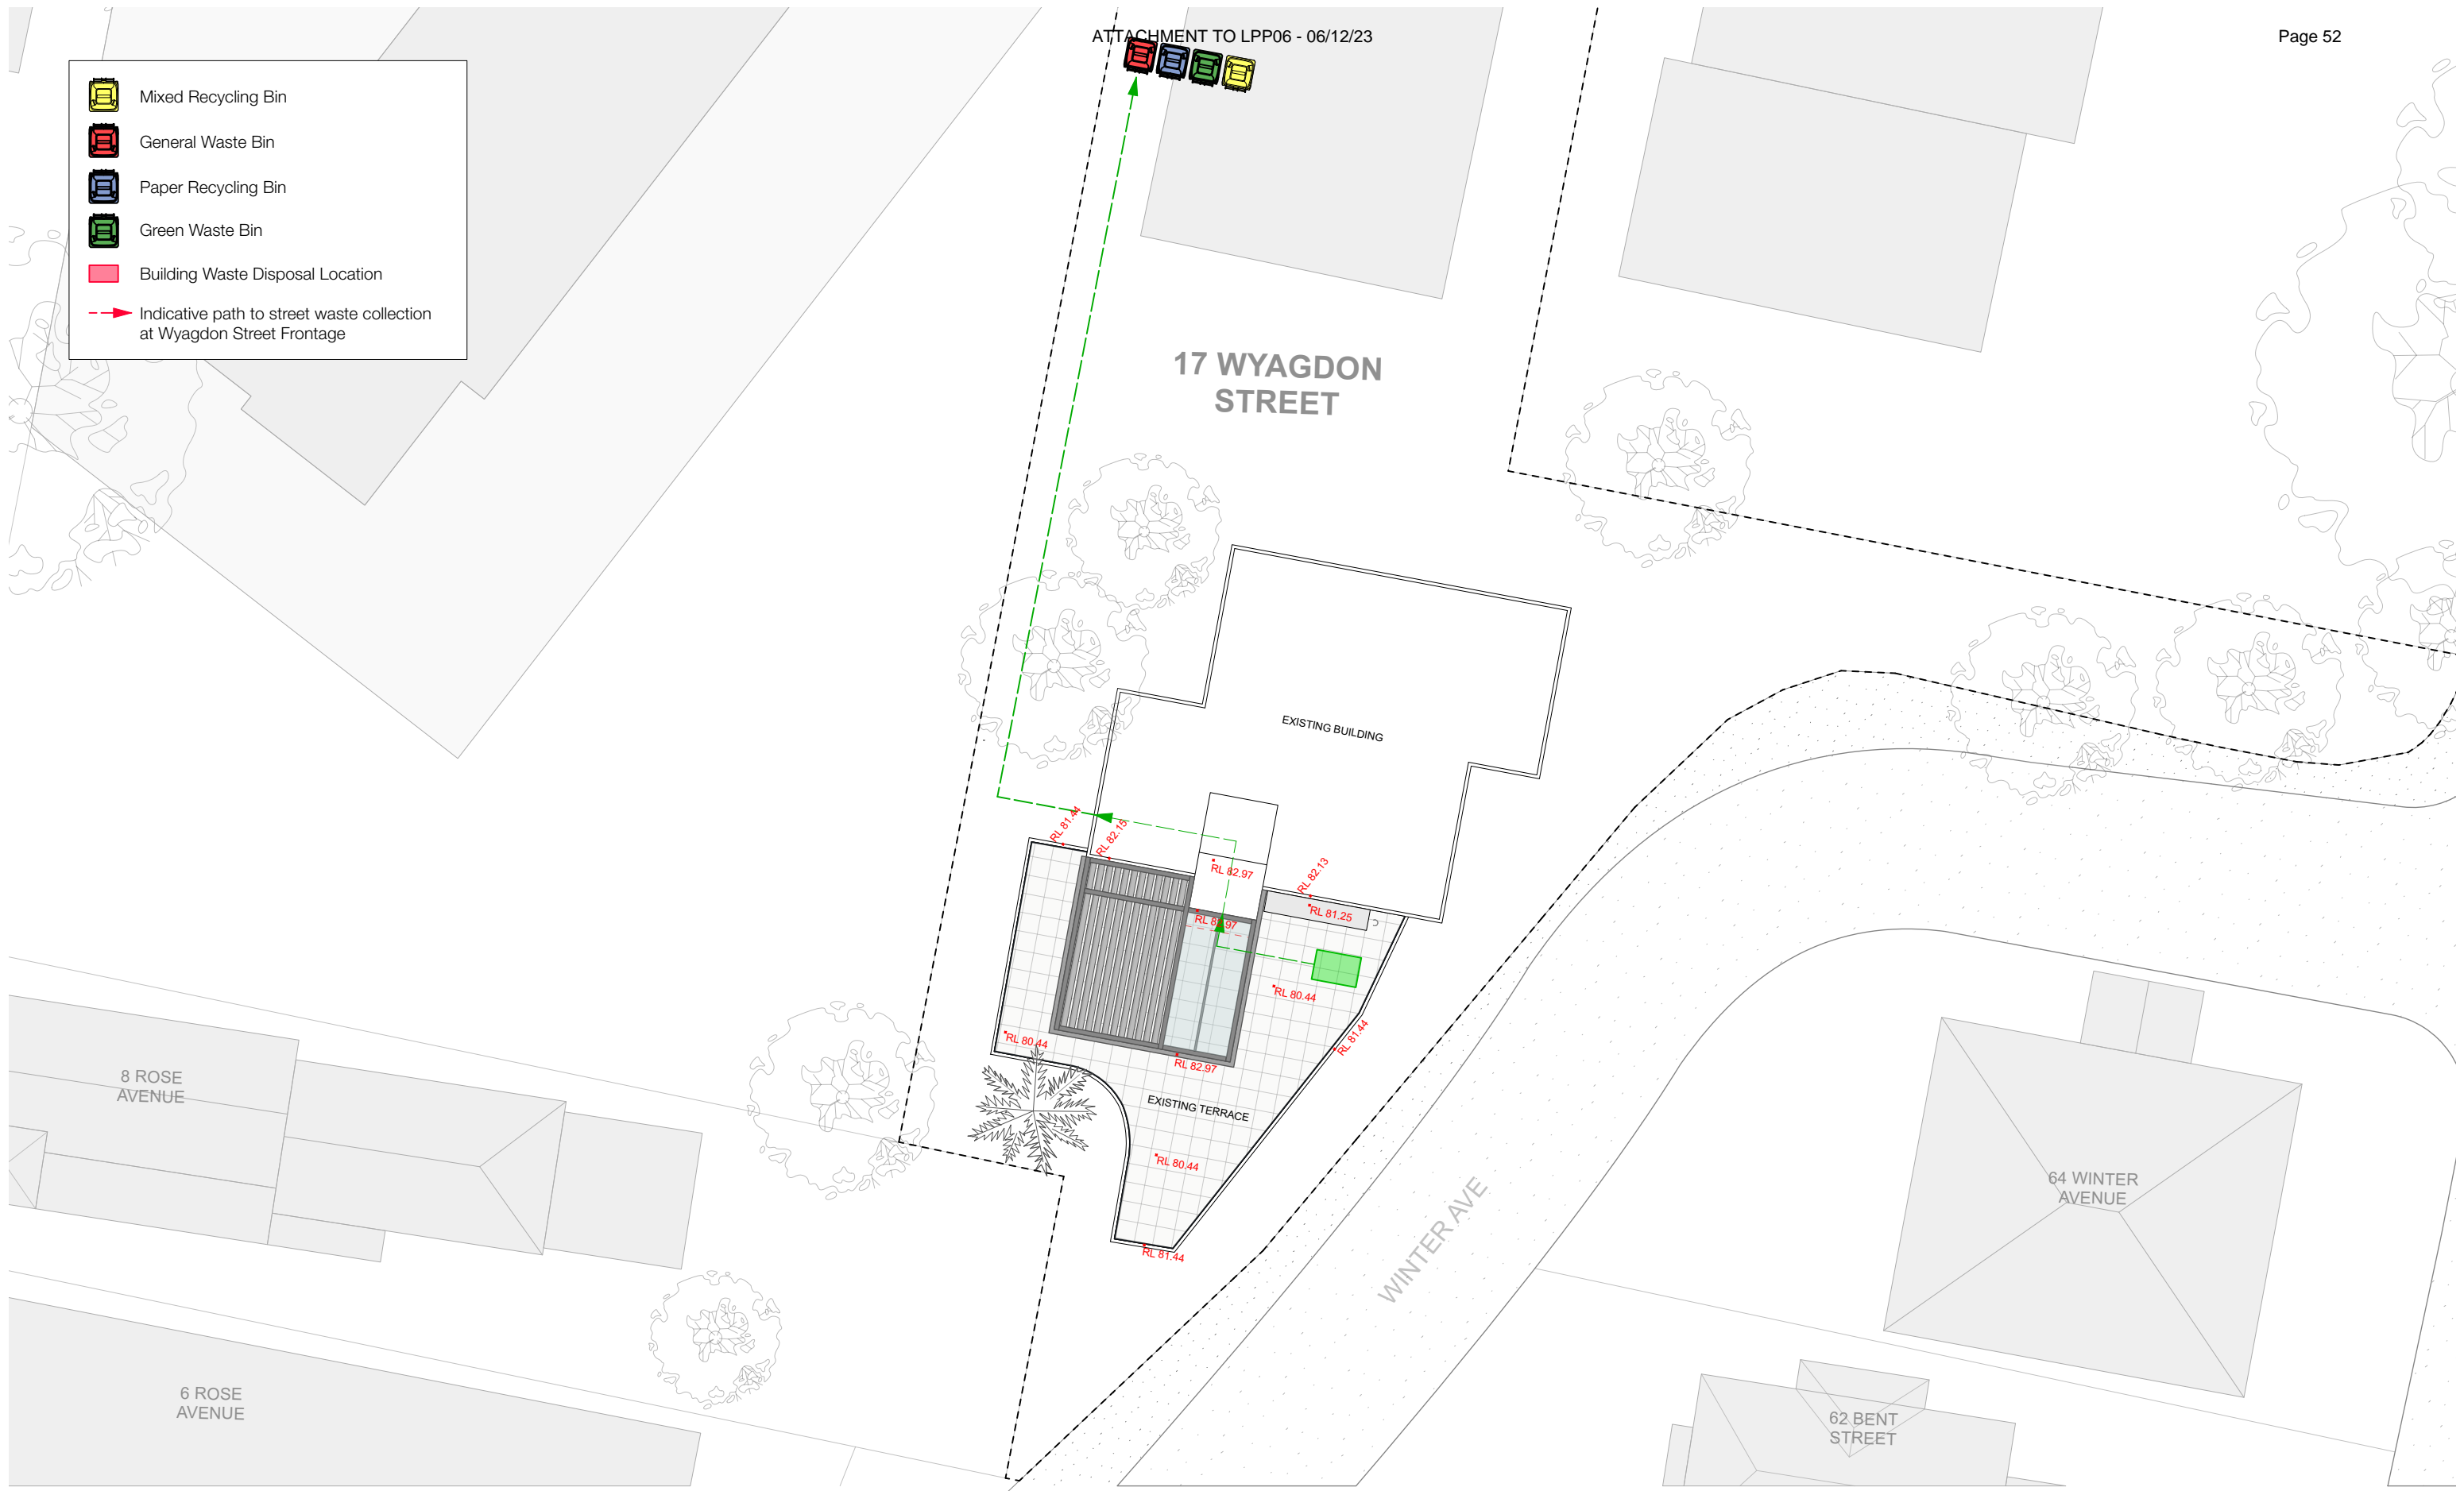 ATTACHMENT TO LPP06 - 06/12/23
Page 52
Mixed Recycling Bin
General Waste Bin
Paper Recycling Bin
Green Waste Bin
Building Waste Disposal Location
Indicative path to street waste collection
at Wyagdon Street Frontage
17 WYAGDON
STREET
EXISTING BUILDING
RL 81.44
RL 82.15
RL 82.97
RL 82.13
RL 81.25
RL 82.97
RL 80.44
RL 80.44
RL 81.44
RL 82.97
EXISTING TERRACE
RL 80.44
RL 81.44
WINTER AVE
8 ROSE
AVENUE
6 ROSE
AVENUE
64 WINTER
AVENUE
62 BENT
STREET